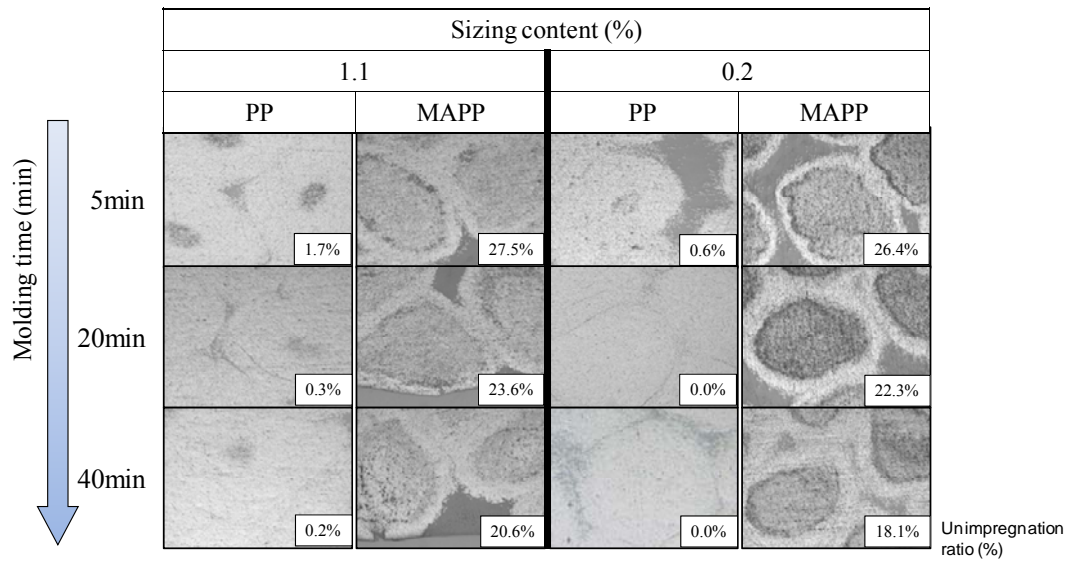 Sizing content (%)
1.1 0.2
PP MAPP PP MAPP
Molding time (min)
5min
1.7% 27.5% 0.6% 26.4%
20min
0.3% 23.6% 0.0% 22.3%
40min
0.2% 20.6% 0.0% 18.1%
Unimpregnation
ratio (%)